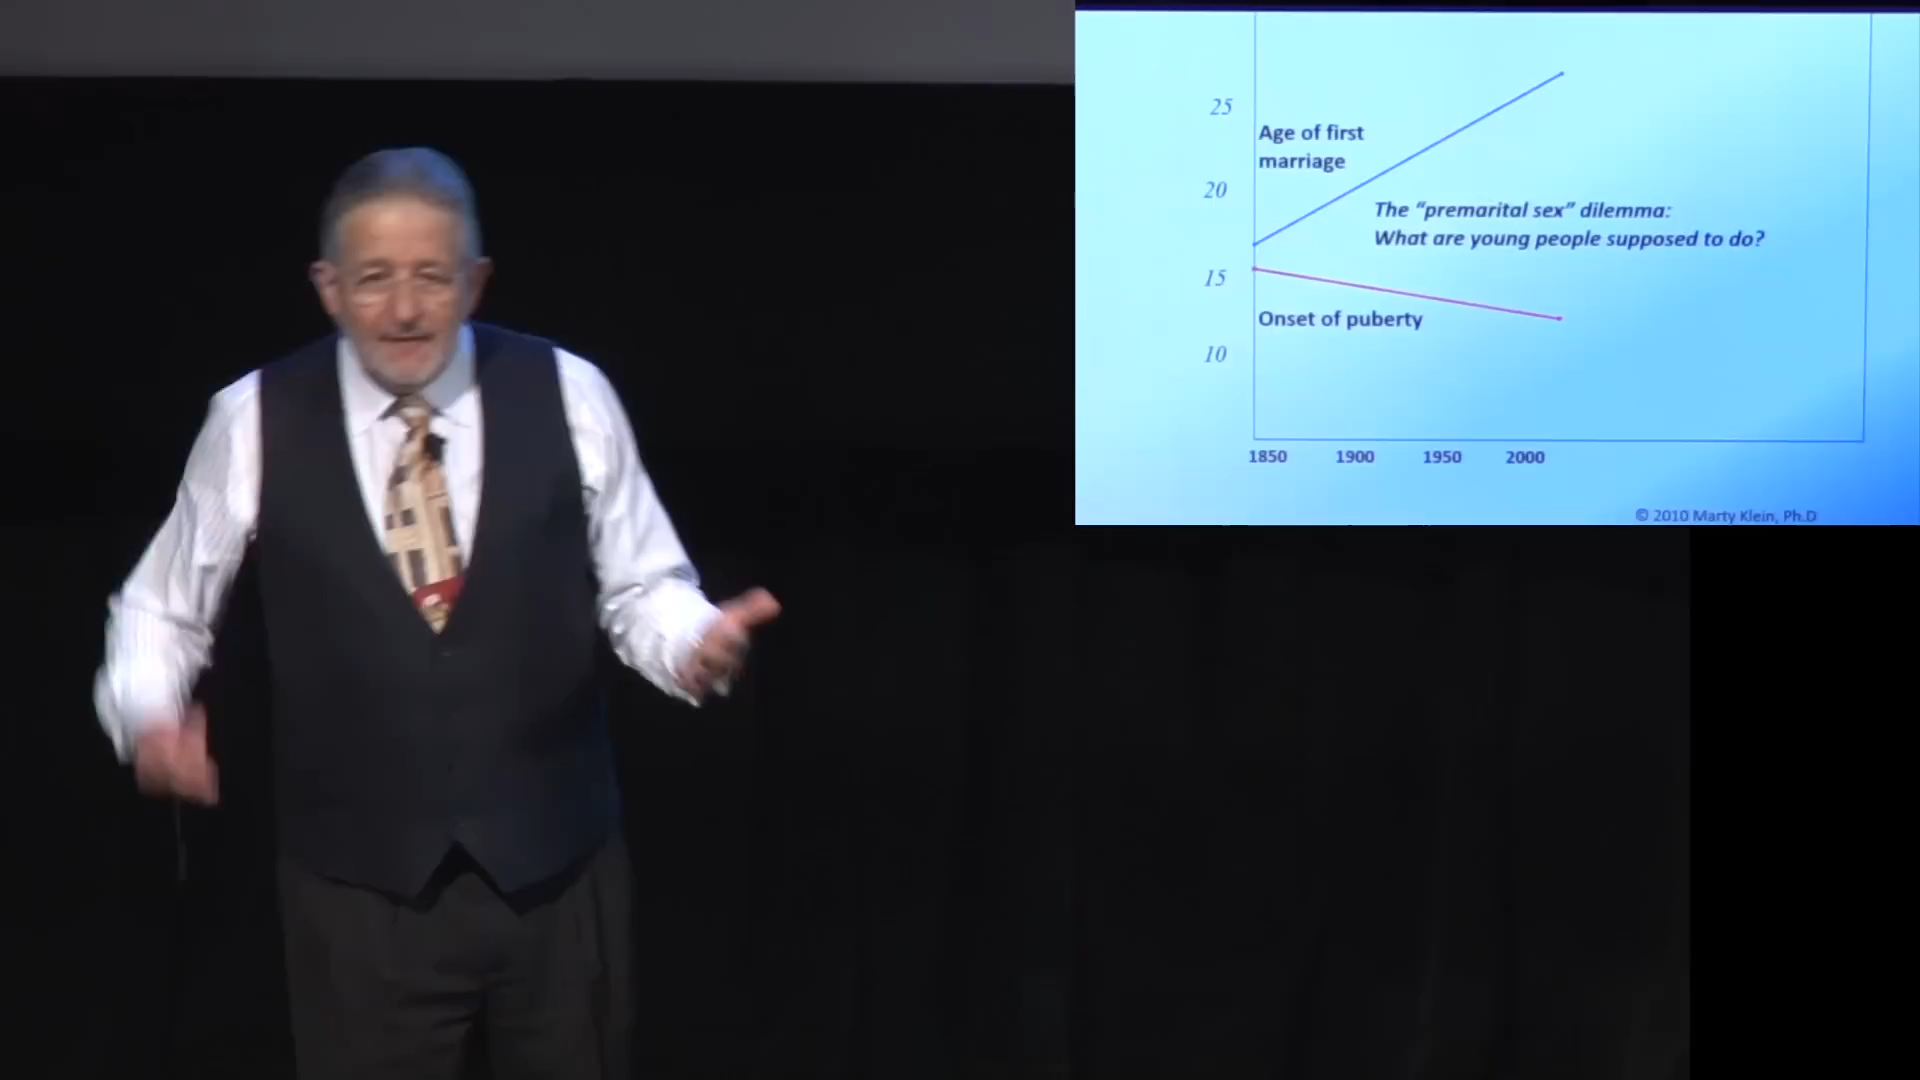 25
Age of first
marriage
20
The “premarital sex” dilemma:
What are young people supposed to do?
15
Onset of puberty
10
1850 1900 1950 2000
© 2010 Marty Klein, Ph.D